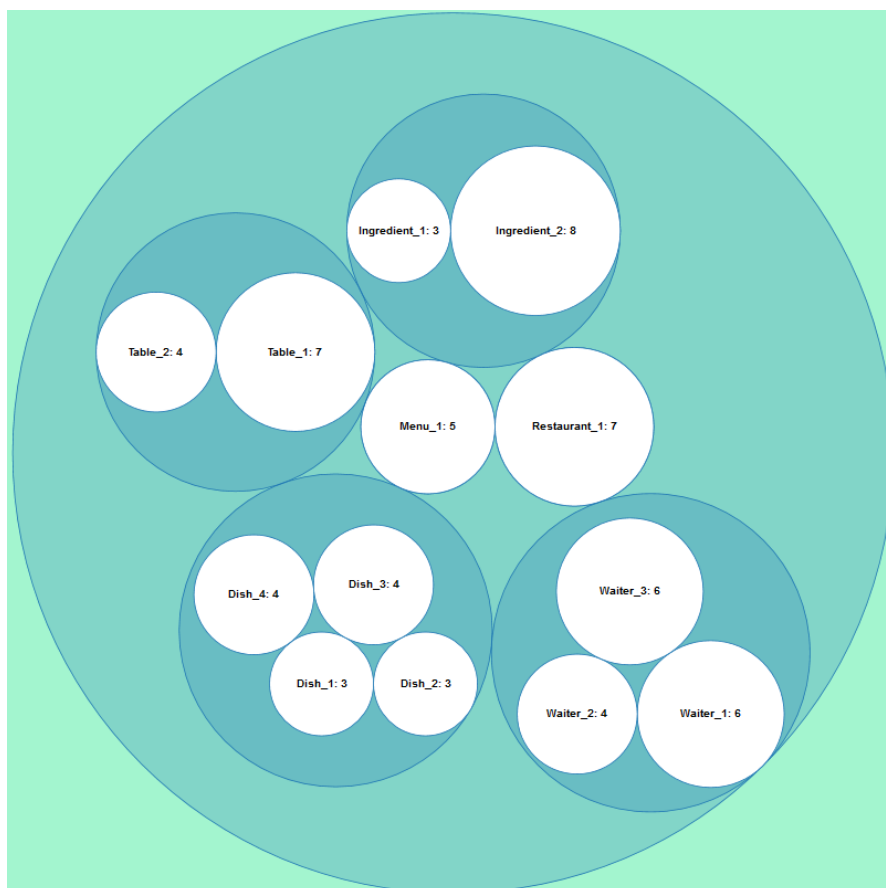 Ingredient_1: 3
Ingredient_2: 8
Table_2: 4
Table_1: 7
Menu_1: 5
Restaurant_1: 7
Dish_4: 4
Dish_3: 4
Waiter_3: 6
Dish_1: 3
Dish_2: 3
Waiter_2: 4
Waiter_1: 6